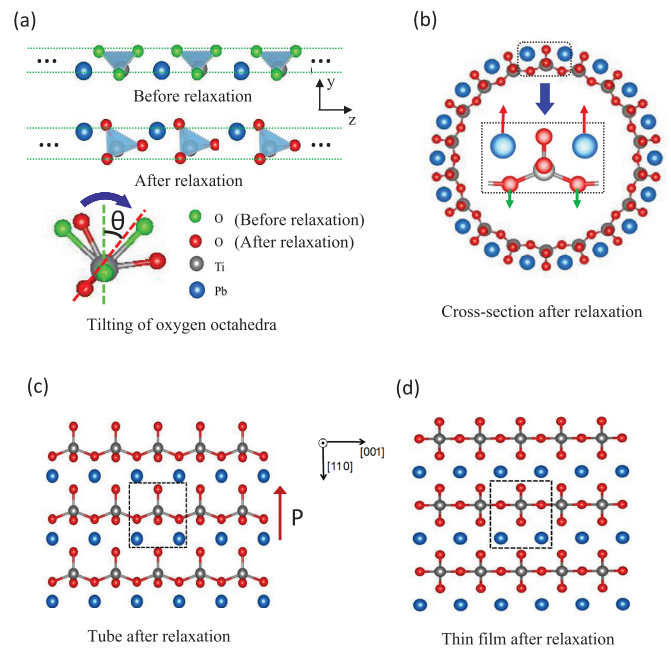 (a)
••• •••
Before relaxation
y
z
••• •••
After relaxation
θ
O (Before relaxation)
O (After relaxation)
Ti
Pb
Tilting of oxygen octahedra
(b)
Cross-section after relaxation
(c)
P
Tube after relaxation
[001]
[110]
(d)
Thin film after relaxation